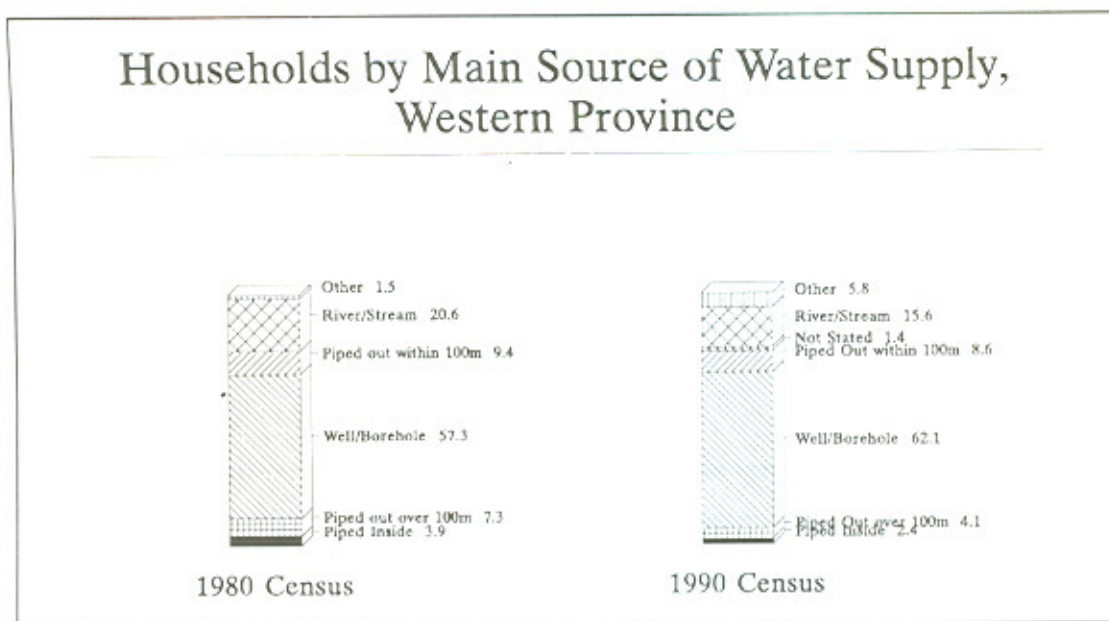 Households by Main Source of Water Supply,
Western Province
Other 1.5
River/Stream 20.6
Piped out within 100m 9.4
Well/Borehole 57.3
Piped out over 100m 7.3
Piped Inside 3.9
1980 Census
Other 5.8
River/Stream 15.6
Not Stated 1.4
Piped Out within 100m 8.6
Well/Borehole 62.1
Piped Out over 100m 4.1
Piped Inside 2.4
1990 Census